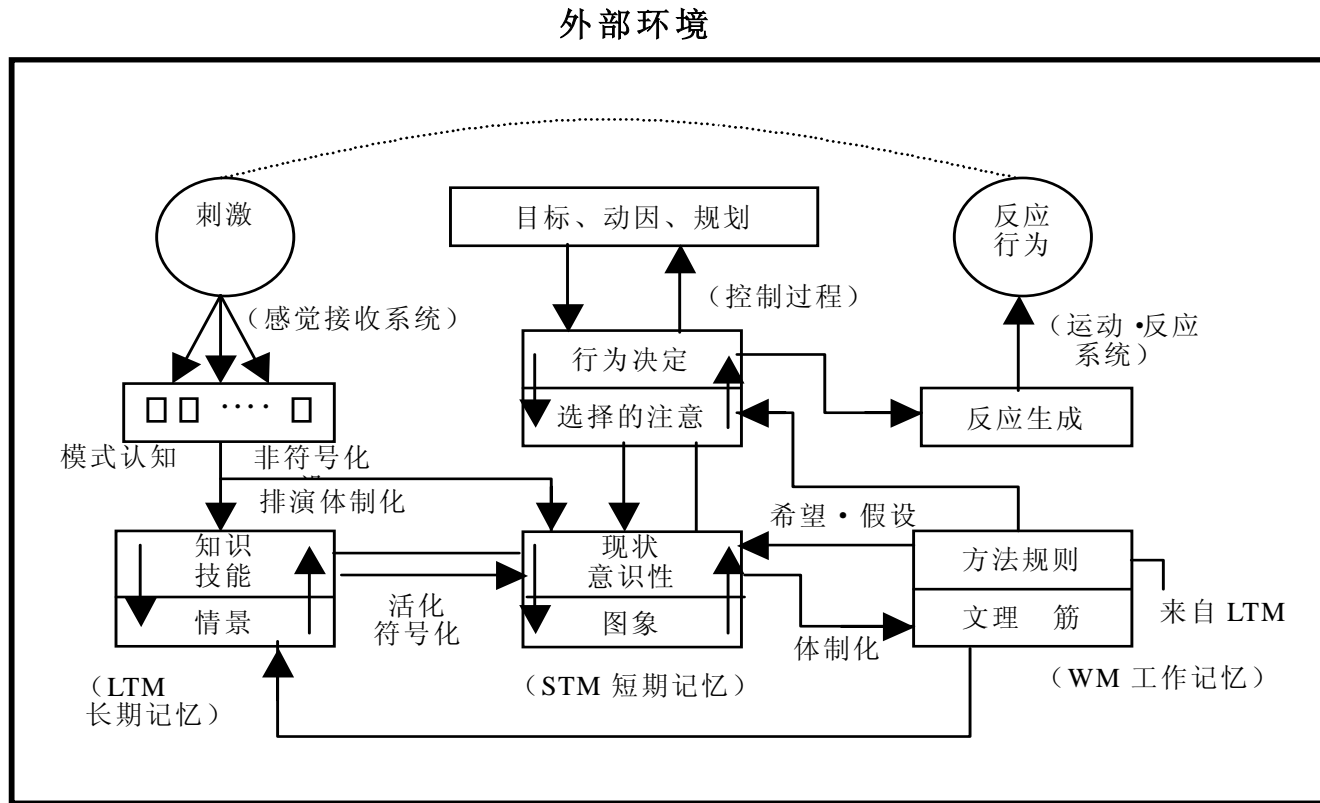 外部环境
刺激
目标、动因、规划
反应
行为
（感觉接收系统）
（控制过程）
（运动·反应
系统）
行为决定
选择的注意
反应生成
模式认知
非符号化
排演体制化
希望·假设
知识
技能
情景
现状
意识性
图象
方法规则
文理 筋
活化
符号化
体制化
来自 LTM
（LTM
长期记忆）
（STM 短期记忆）
（WM 工作记忆）